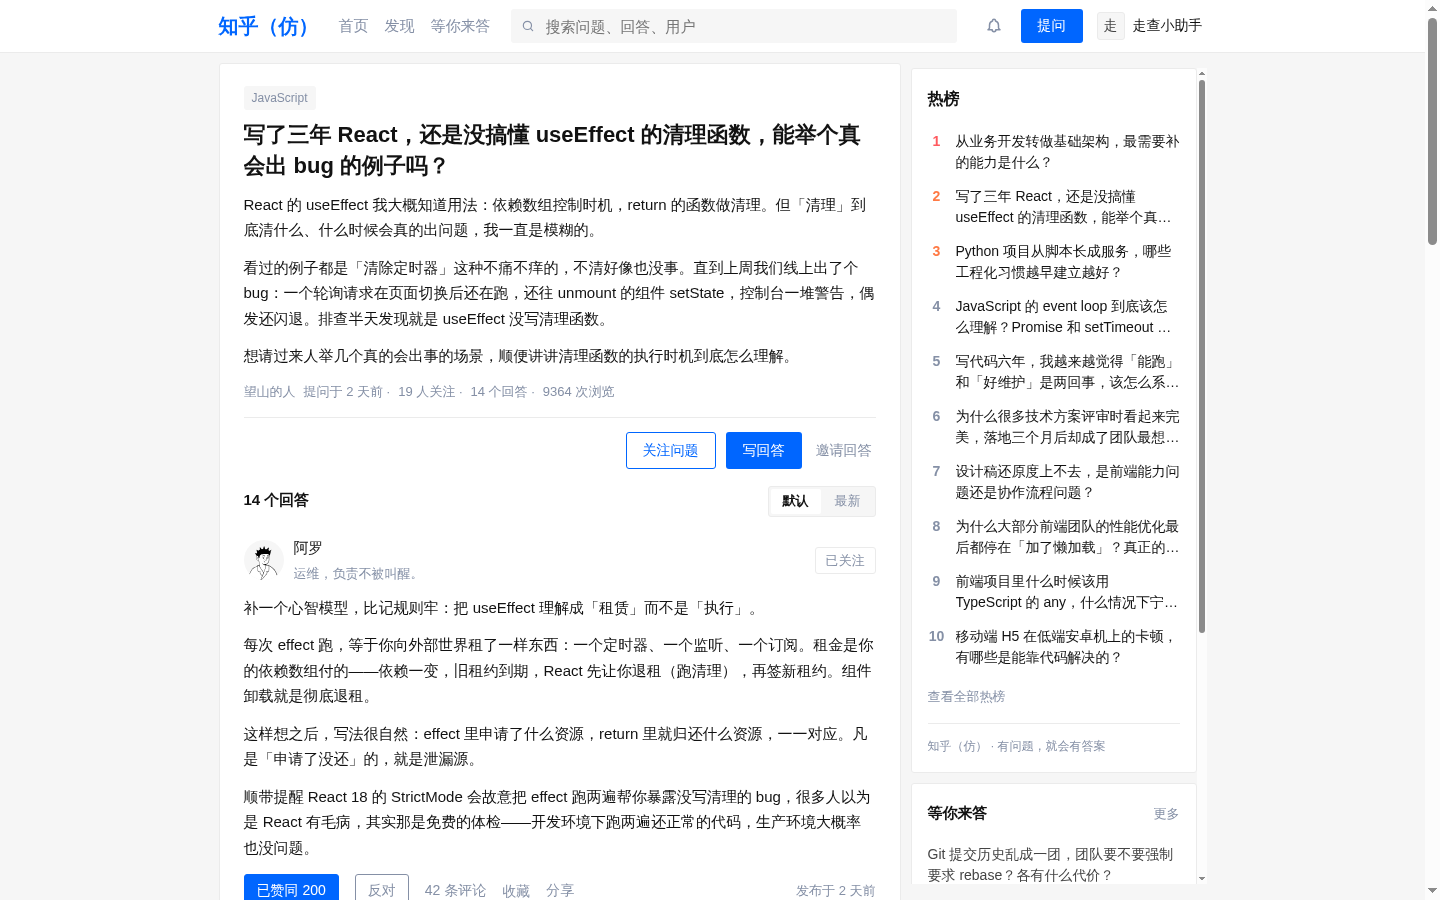 知乎（仿）
首页 发现 等你来答
搜索问题、回答、用户
提问
走 走查小助手
JavaScript
写了三年 React，还是没搞懂 useEffect 的清理函数，能举个真
会出 bug 的例子吗？
React 的 useEffect 我大概知道用法：依赖数组控制时机，return 的函数做清理。但「清理」到
底清什么、什么时候会真的出问题，我一直是模糊的。
看过的例子都是「清除定时器」这种不痛不痒的，不清好像也没事。直到上周我们线上出了个
bug：一个轮询请求在页面切换后还在跑，还往 unmount 的组件 setState，控制台一堆警告，偶
发还闪退。排查半天发现就是 useEffect 没写清理函数。
想请过来人举几个真的会出事的场景，顺便讲讲清理函数的执行时机到底怎么理解。
望山的人 提问于 2 天前 · 19 人关注 · 14 个回答 · 9364 次浏览
关注问题 写回答 邀请回答
14 个回答
默认 最新
阿罗
运维，负责不被叫醒。
已关注
补一个心智模型，比记规则牢：把 useEffect 理解成「租赁」而不是「执行」。
每次 effect 跑，等于你向外部世界租了一样东西：一个定时器、一个监听、一个订阅。租金是你
的依赖数组付的——依赖一变，旧租约到期，React 先让你退租（跑清理），再签新租约。组件
卸载就是彻底退租。
这样想之后，写法很自然：effect 里申请了什么资源，return 里就归还什么资源，一一对应。凡
是「申请了没还」的，就是泄漏源。
顺带提醒 React 18 的 StrictMode 会故意把 effect 跑两遍帮你暴露没写清理的 bug，很多人以为
是 React 有毛病，其实那是免费的体检——开发环境下跑两遍还正常的代码，生产环境大概率
也没问题。
已赞同 200 反对 42 条评论 收藏 分享 发布于 2 天前
热榜
1 从业务开发转做基础架构，最需要补
的能力是什么？
2 写了三年 React，还是没搞懂
useEffect 的清理函数，能举个真…
3 Python 项目从脚本长成服务，哪些
工程化习惯越早建立越好？
4 JavaScript 的 event loop 到底该怎
么理解？Promise 和 setTimeout …
5 写代码六年，我越来越觉得「能跑」
和「好维护」是两回事，该怎么系…
6 为什么很多技术方案评审时看起来完
美，落地三个月后却成了团队最想…
7 设计稿还原度上不去，是前端能力问
题还是协作流程问题？
8 为什么大部分前端团队的性能优化最
后都停在「加了懒加载」？真正的…
9 前端项目里什么时候该用
TypeScript 的 any，什么情况下宁…
10 移动端 H5 在低端安卓机上的卡顿，
有哪些是能靠代码解决的？
查看全部热榜
知乎（仿） · 有问题，就会有答案
等你来答 更多
Git 提交历史乱成一团，团队要不要强制
要求 rebase？各有什么代价？